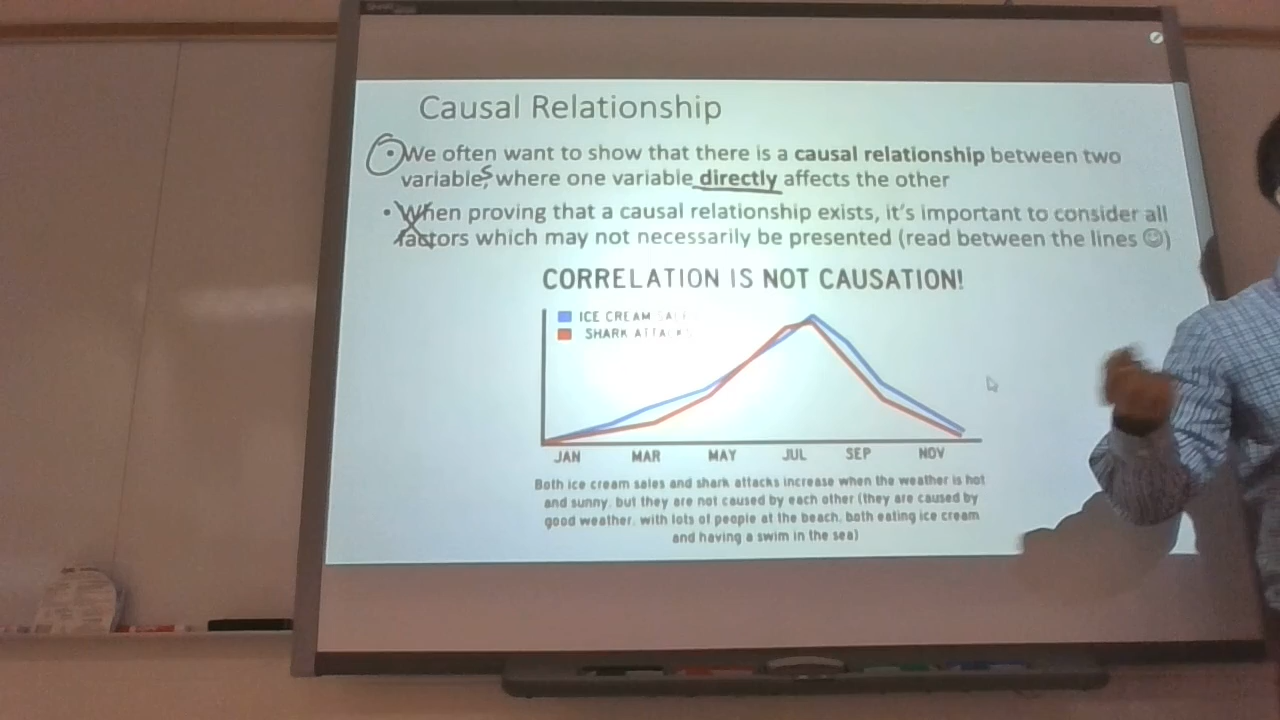 Causal Relationship
• We often want to show that there is a causal relationship between two
variables, where one variable directly affects the other
• When proving that a causal relationship exists, it's important to consider all
factors which may not necessarily be presented (read between the lines ☺)
CORRELATION IS NOT CAUSATION!
ICE CREAM SALES
SHARK ATTACKS
JAN MAR MAY JUL SEP NOV
Both ice cream sales and shark attacks increase when the weather is hot
and sunny, but they are not caused by each other (they are caused by
good weather, with lots of people at the beach, both eating ice cream
and having a swim in the sea)